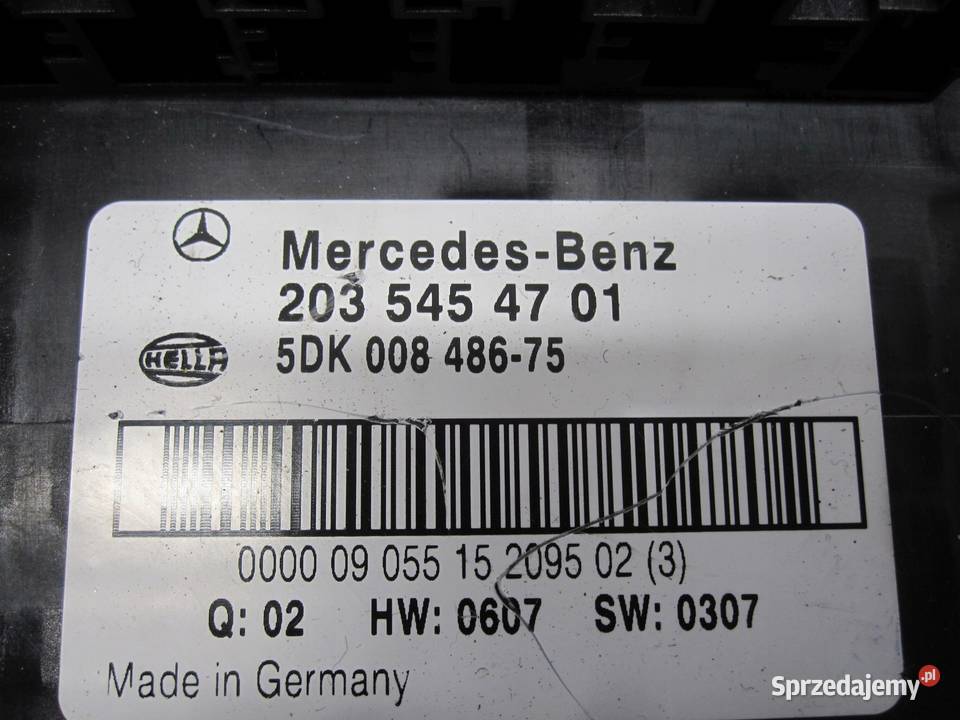 Mercedes-Benz
203 545 47 01
HELLA
5DK 008 486-75
0000 09 055 15 2095 02 (3)
Q: 02 HW: 0607 SW: 0307
Made in Germany
Sprzedajemy.pl